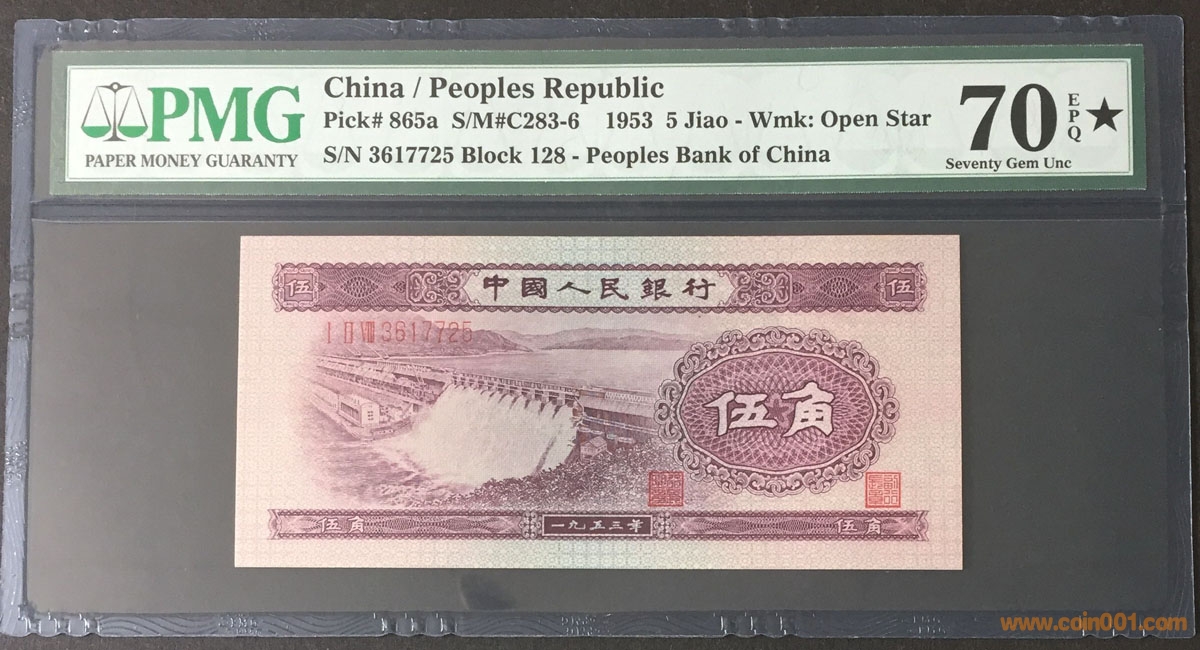 PMG
PAPER MONEY GUARANTY
China / Peoples Republic
Pick# 865a S/M#C283-6 1953 5 Jiao - Wmk: Open Star
S/N 3617725 Block 128 - Peoples Bank of China
70 EPQ ★
Seventy Gem Unc
伍 中國人民銀行 伍
I II VIII 3617725
伍角
伍角 一九五三年 伍角
www.coin001.com